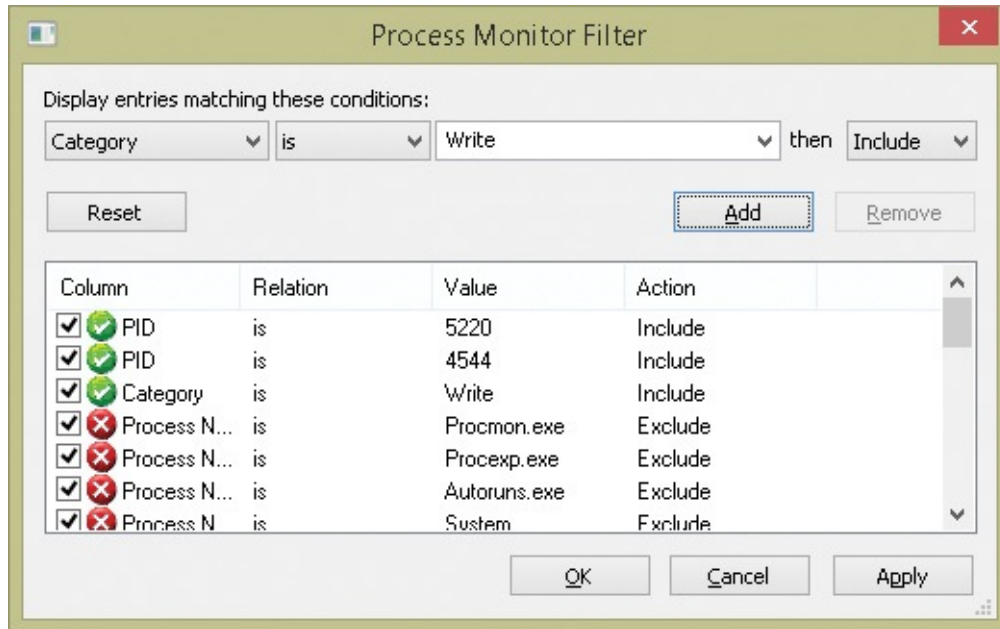 Process Monitor Filter
Display entries matching these conditions:
Category is Write then Include
Reset Add Remove
Column Relation Value Action
PID is 5220 Include
PID is 4544 Include
Category is Write Include
Process N... is Procmon.exe Exclude
Process N... is Procexp.exe Exclude
Process N... is Autoruns.exe Exclude
Process N is System Exclude
OK Cancel Apply